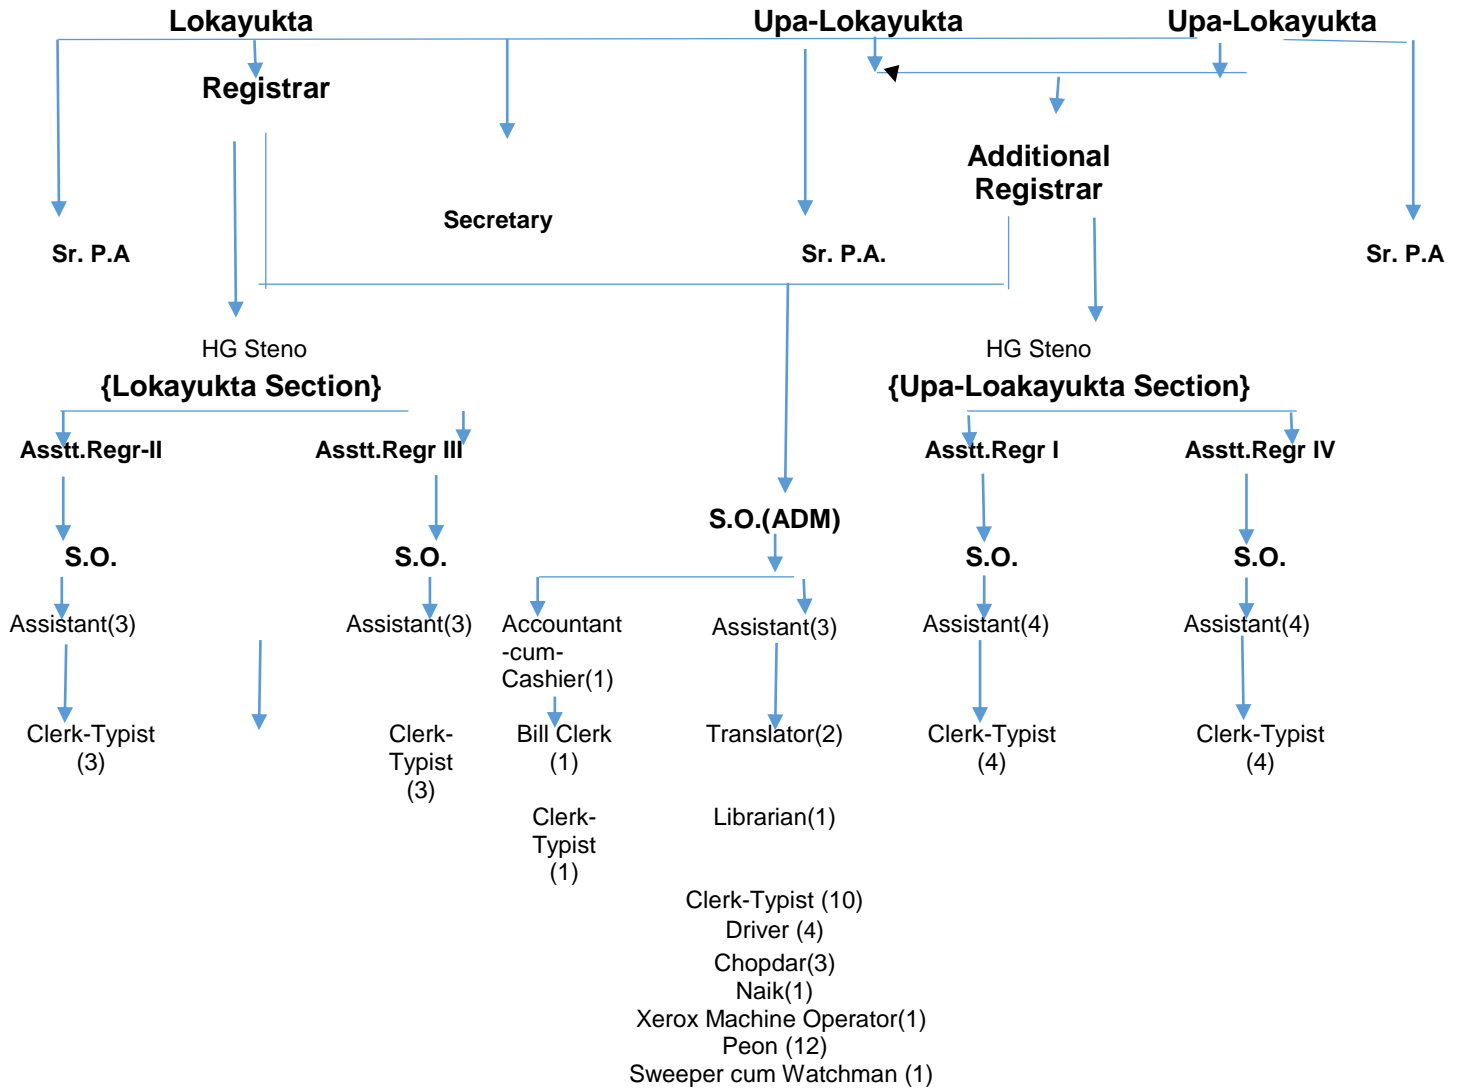 Lokayukta
Upa-Lokayukta
Upa-Lokayukta
Registrar
Additional
Registrar
Secretary
Sr. P.A
Sr. P.A.
Sr. P.A
HG Steno
HG Steno
{Lokayukta Section}
{Upa-Loakayukta Section}
Asstt.Regr-II
Asstt.Regr III
Asstt.Regr I
Asstt.Regr IV
S.O.(ADM)
S.O.
S.O.
S.O.
S.O.
Assistant(3)
Assistant(3)
Accountant
-cum-
Cashier(1)
Assistant(3)
Assistant(4)
Assistant(4)
Clerk-Typist
(3)
Clerk-
Typist
(3)
Bill Clerk
(1)
Translator(2)
Clerk-Typist
(4)
Clerk-Typist
(4)
Clerk-
Typist
(1)
Librarian(1)
Clerk-Typist (10)
Driver (4)
Chopdar(3)
Naik(1)
Xerox Machine Operator(1)
Peon (12)
Sweeper cum Watchman (1)